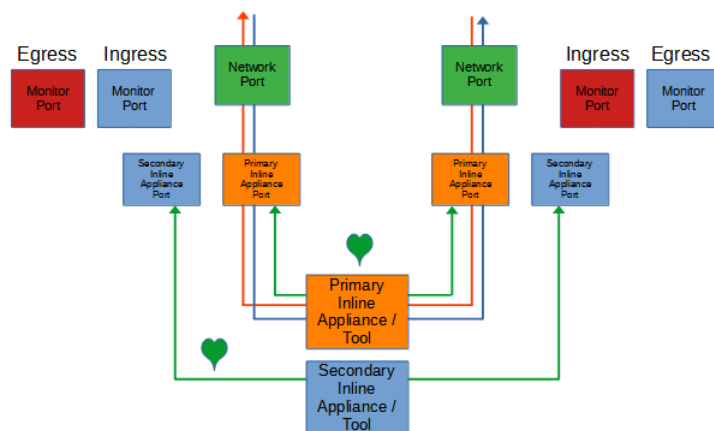 Egress
Ingress
Monitor
Port
Monitor
Port
Network
Port
Network
Port
Ingress
Egress
Monitor
Port
Monitor
Port
Secondary
Inline
Appliance
Port
Primary
Inline
Appliance
Port
Primary
Inline
Appliance
Port
Secondary
Inline
Appliance
Port
Primary
Inline
Appliance /
Tool
Secondary
Inline
Appliance /
Tool